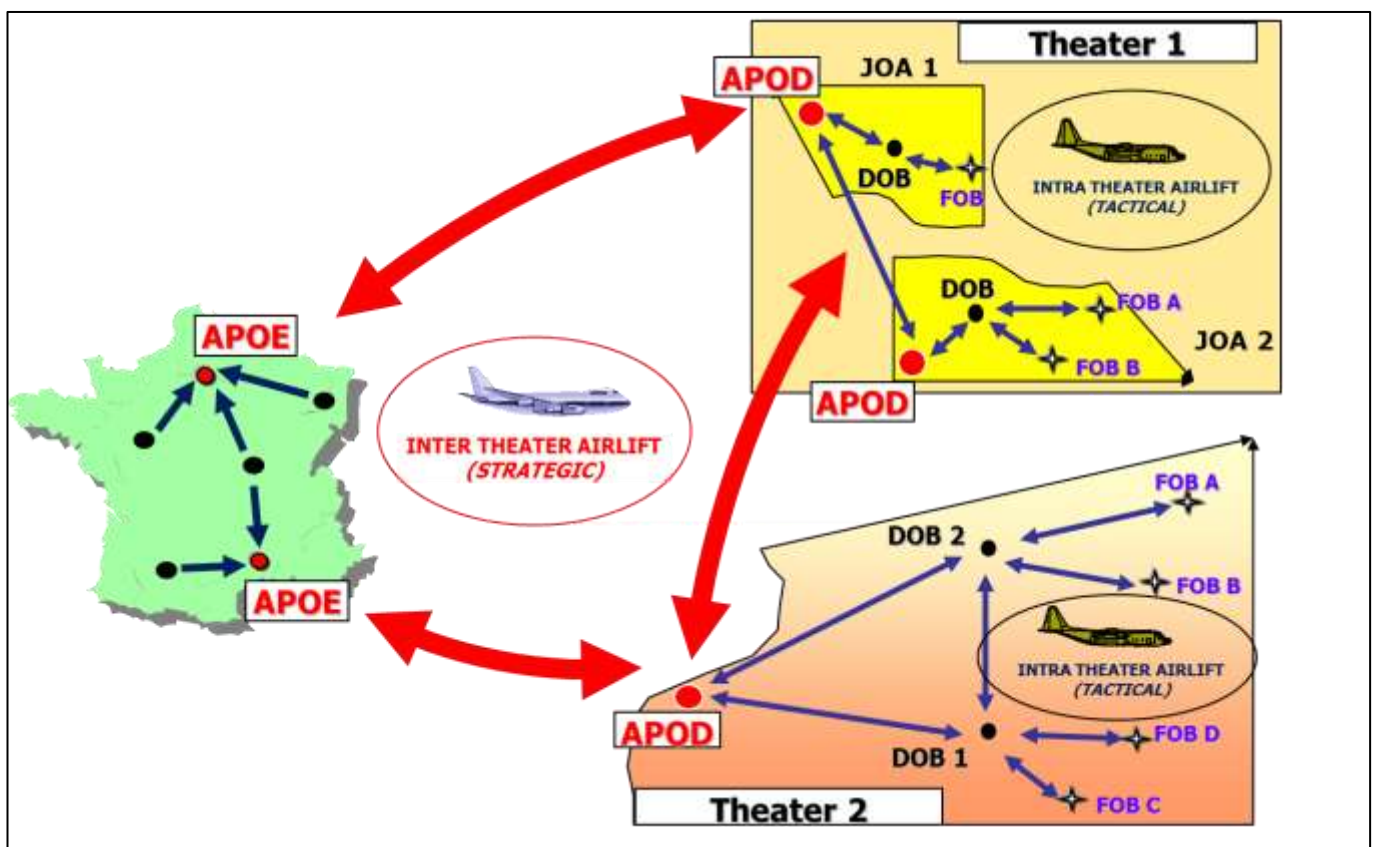 Theater 1
JOA 1
APOD
DOB
FOB
INTRA THEATER AIRLIFT
(TACTICAL)
DOB
FOB A
FOB B
JOA 2
APOD
APOE
INTER THEATER AIRLIFT
(STRATEGIC)
APOE
FOB A
DOB 2
FOB B
INTRA THEATER AIRLIFT
(TACTICAL)
APOD
DOB 1
FOB D
FOB C
Theater 2